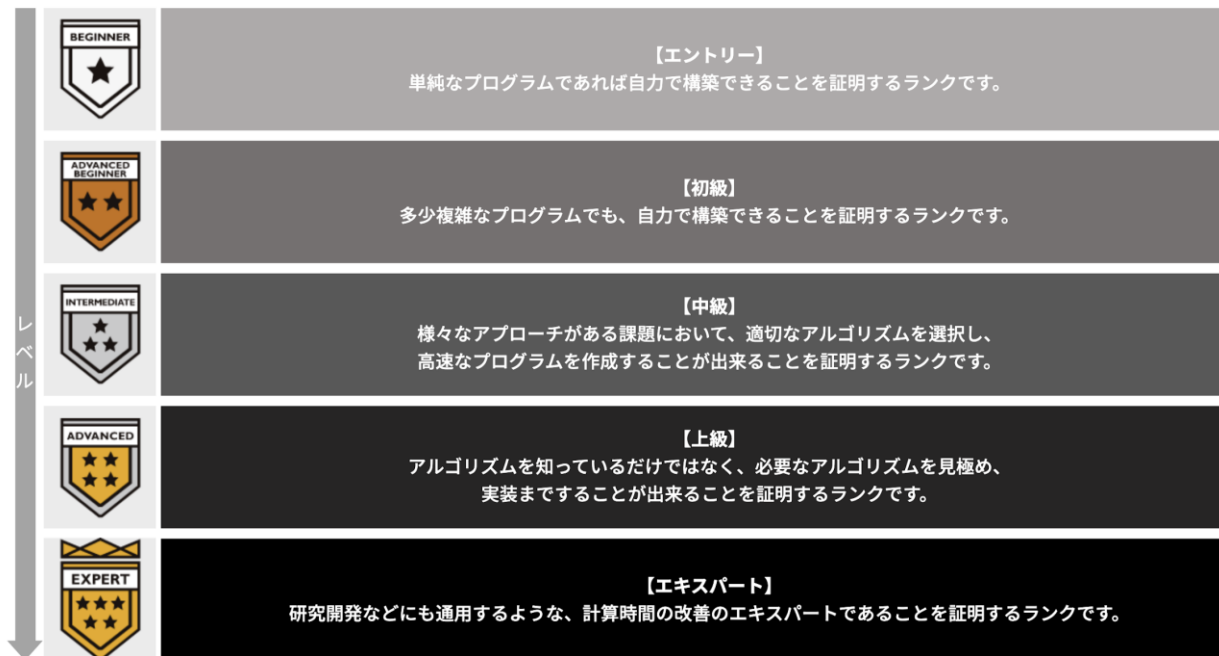 BEGINNER
【エントリー】
単純なプログラムであれば自力で構築できることを証明するランクです。
ADVANCED
BEGINNER
【初級】
多少複雑なプログラムでも、自力で構築できることを証明するランクです。
レベル
INTERMEDIATE
【中級】
様々なアプローチがある課題において、適切なアルゴリズムを選択し、
高速なプログラムを作成することが出来ることを証明するランクです。
ADVANCED
【上級】
アルゴリズムを知っているだけではなく、必要なアルゴリズムを見極め、
実装まですることが出来ることを証明するランクです。
EXPERT
【エキスパート】
研究開発などにも通用するような、計算時間の改善のエキスパートであることを証明するランクです。